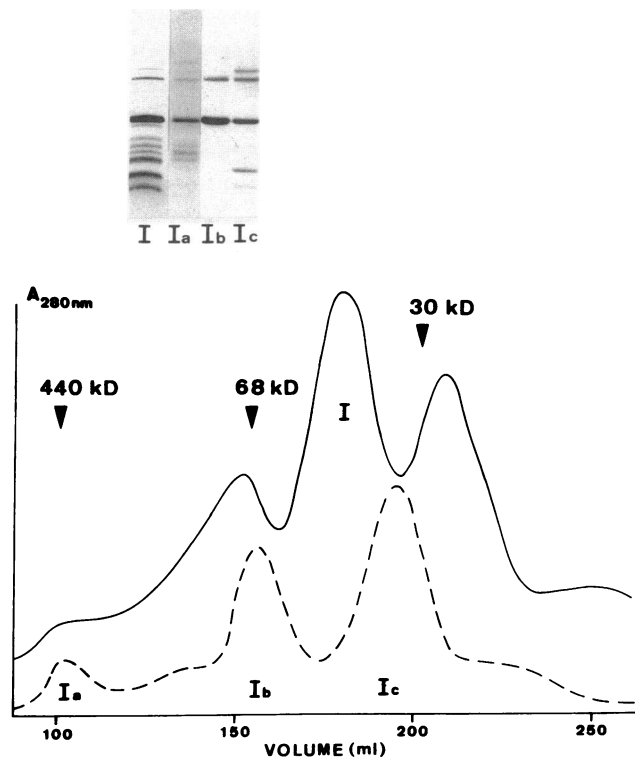 I Ia Ib Ic
A280nm
30 kD
440 kD
68 kD
I
Ia
Ib
Ic
100
150
200
250
VOLUME (ml)